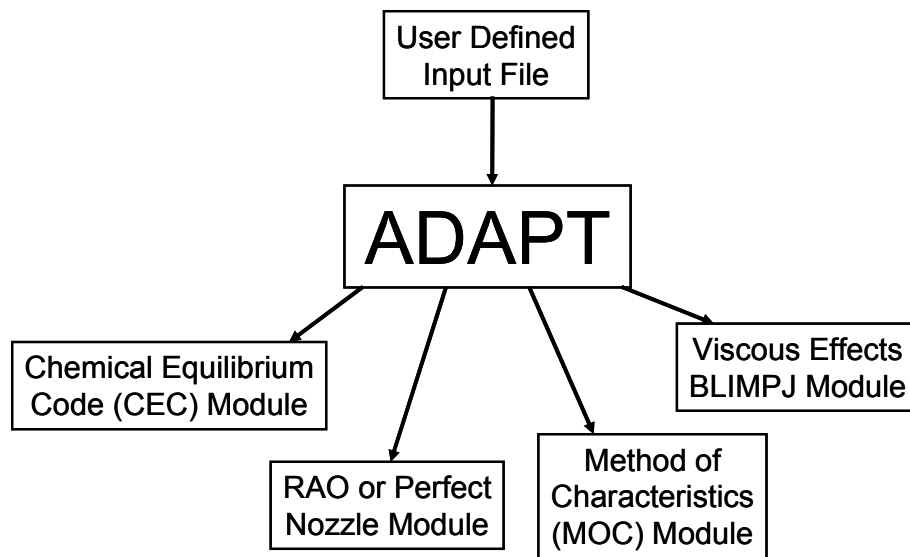 User Defined
Input File
ADAPT
Chemical Equilibrium
Code (CEC) Module
RAO or Perfect
Nozzle Module
Method of
Characteristics
(MOC) Module
Viscous Effects
BLIMPJ Module